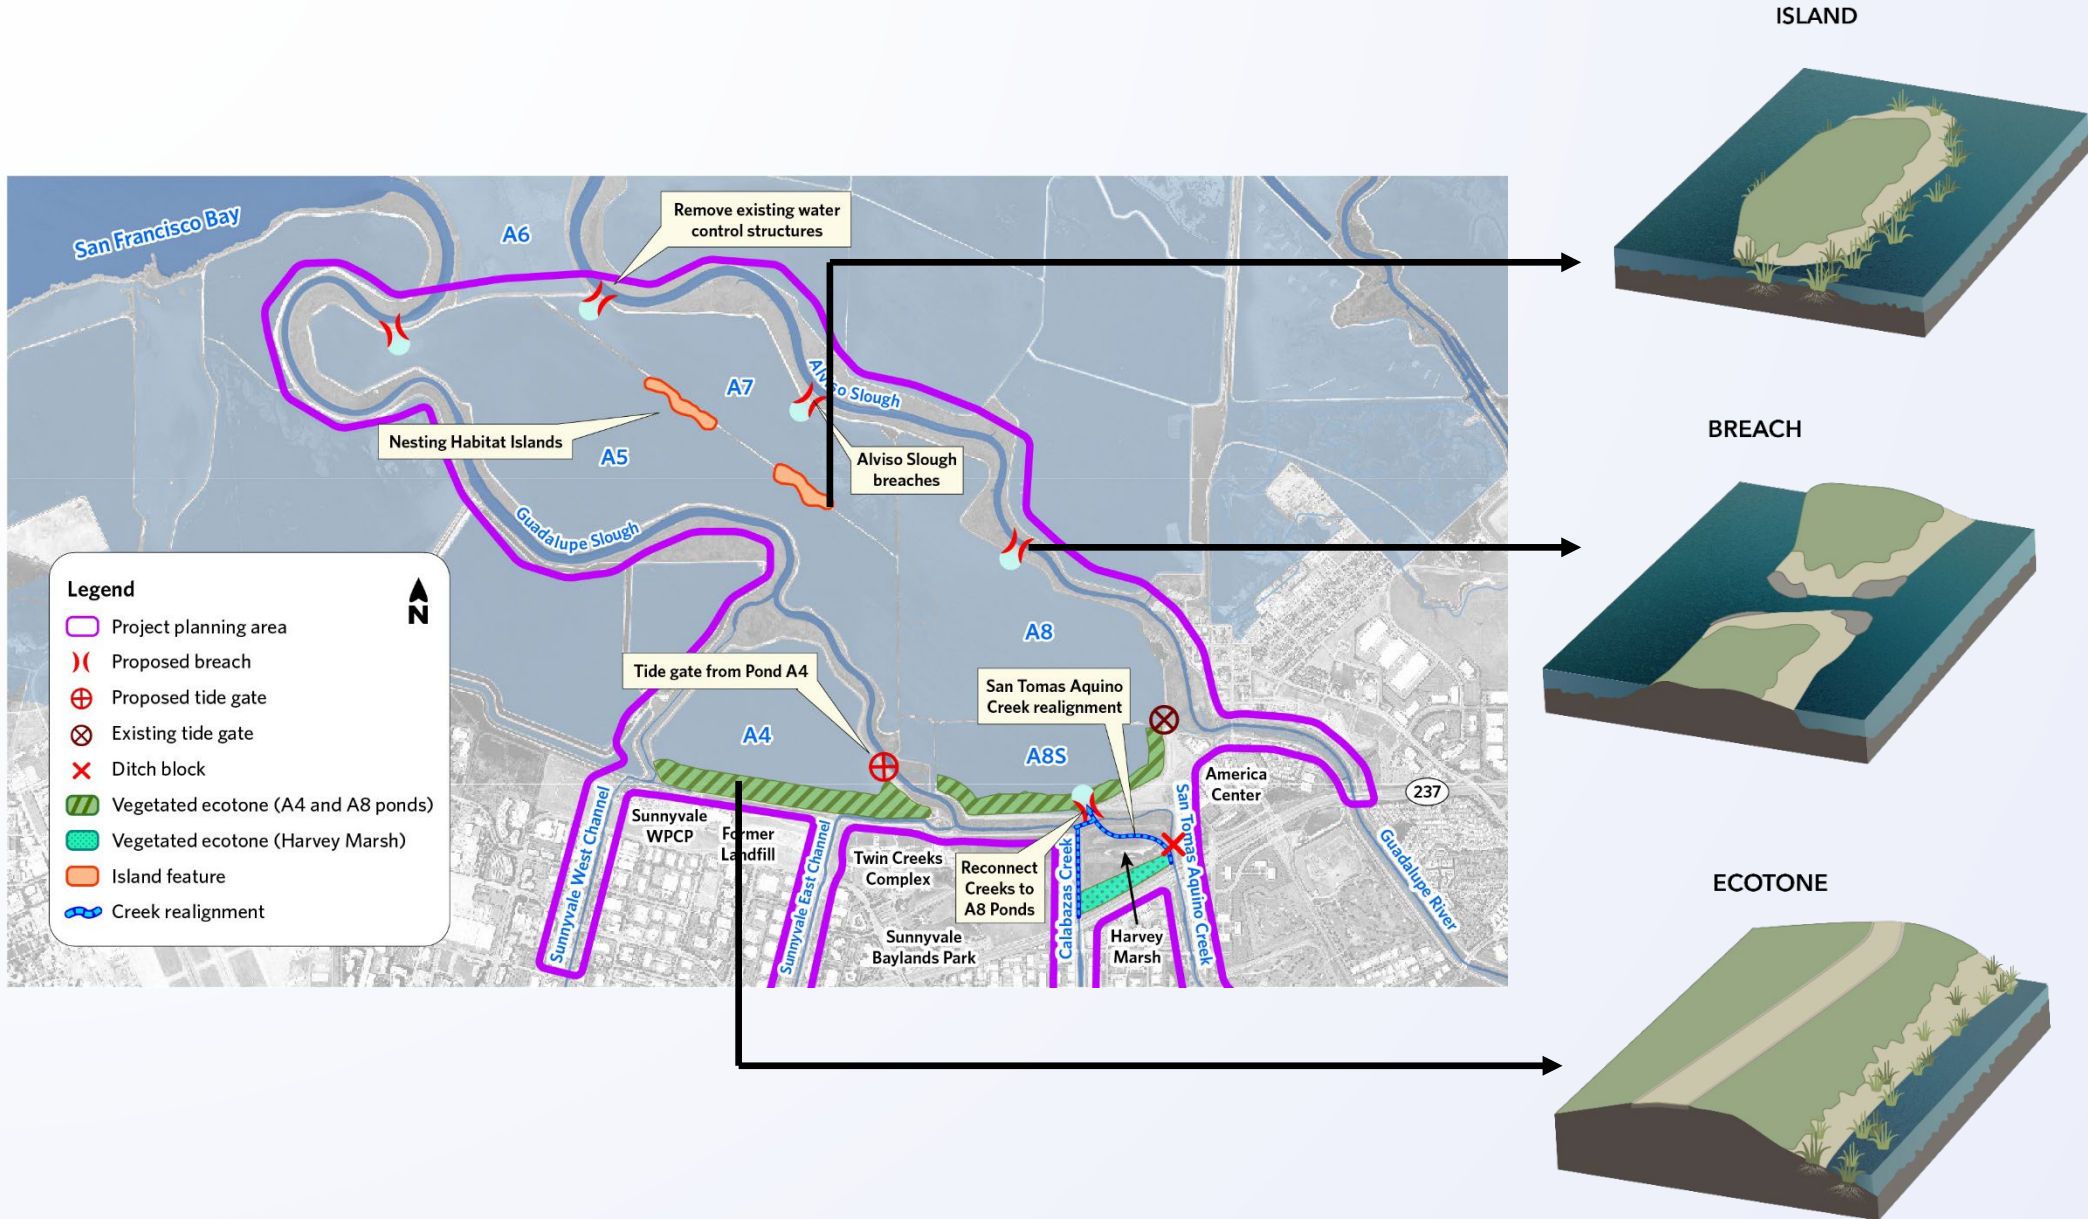 ISLAND
San Francisco Bay
A6
Remove existing water
control structures
A7
Alviso Slough
Nesting Habitat Islands
A5
Alviso Slough
breaches
BREACH
Guadalupe Slough
Legend
N
Project planning area
Proposed breach
Proposed tide gate
Existing tide gate
Ditch block
Vegetated ecotone (A4 and A8 ponds)
Vegetated ecotone (Harvey Marsh)
Island feature
Creek realignment
A8
Tide gate from Pond A4
San Tomas Aquino
Creek realignment
A4
A8S
America
Center
237
Sunnyvale
WPCP
Former
Landfill
Twin Creeks
Complex
Reconnect
Creeks to
A8 Ponds
Sunnyvale West Channel
Sunnyvale East Channel
Calabazas Creek
San Tomas Aquino Creek
Guadalupe River
Sunnyvale
Baylands Park
Harvey
Marsh
ECOTONE